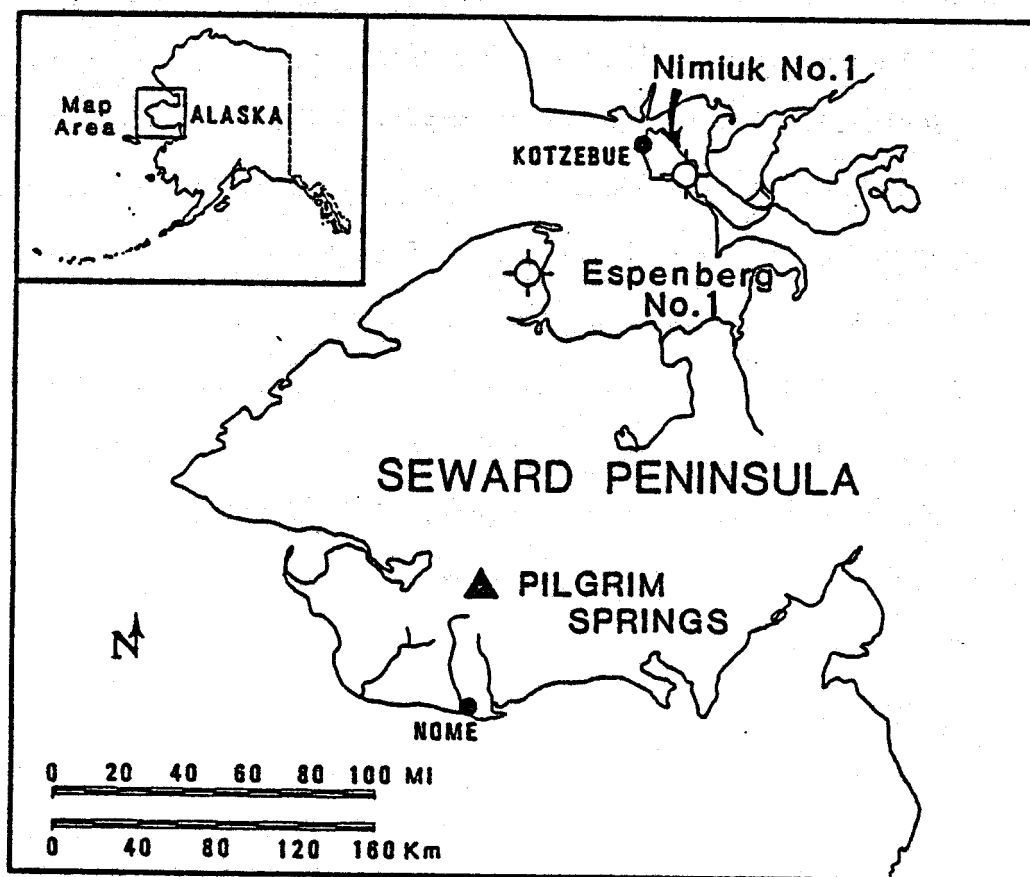 Map
Area
ALASKA
Nimiuk No.1
KOTZEBUE
Espenberg
No.1
SEWARD PENINSULA
PILGRIM
SPRINGS
N
NOME
0 20 40 60 80 100 MI
0 40 80 120 160 Km